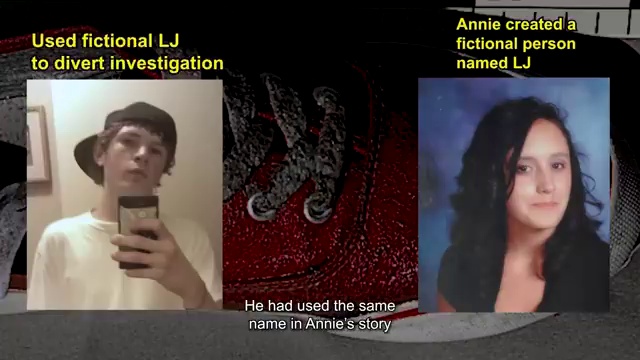 Used fictional LJ
to divert investigation
Annie created a
fictional person
named LJ
He had used the same
name in Annie's story